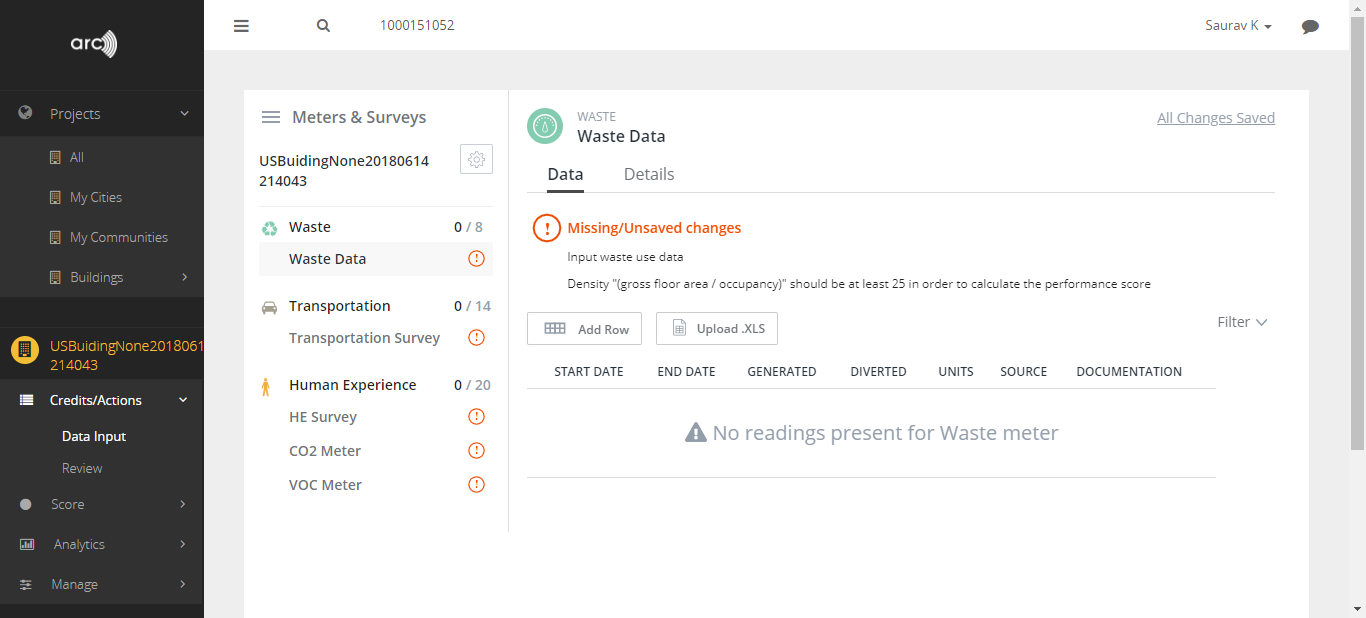 arc
1000151052
Saurav K
Projects
All
My Cities
My Communities
Buildings
USBuidingNone2018061
214043
Credits/Actions
Data Input
Review
Score
Analytics
Manage
Meters & Surveys
USBuidingNone20180614
214043
Waste 0 / 8
Waste Data
Transportation 0 / 14
Transportation Survey
Human Experience 0 / 20
HE Survey
CO2 Meter
VOC Meter
WASTE
Waste Data
All Changes Saved
Data Details
Missing/Unsaved changes
Input waste use data
Density "(gross floor area / occupancy)" should be at least 25 in order to calculate the performance score
Add Row Upload .XLS Filter
START DATE END DATE GENERATED DIVERTED UNITS SOURCE DOCUMENTATION
No readings present for Waste meter